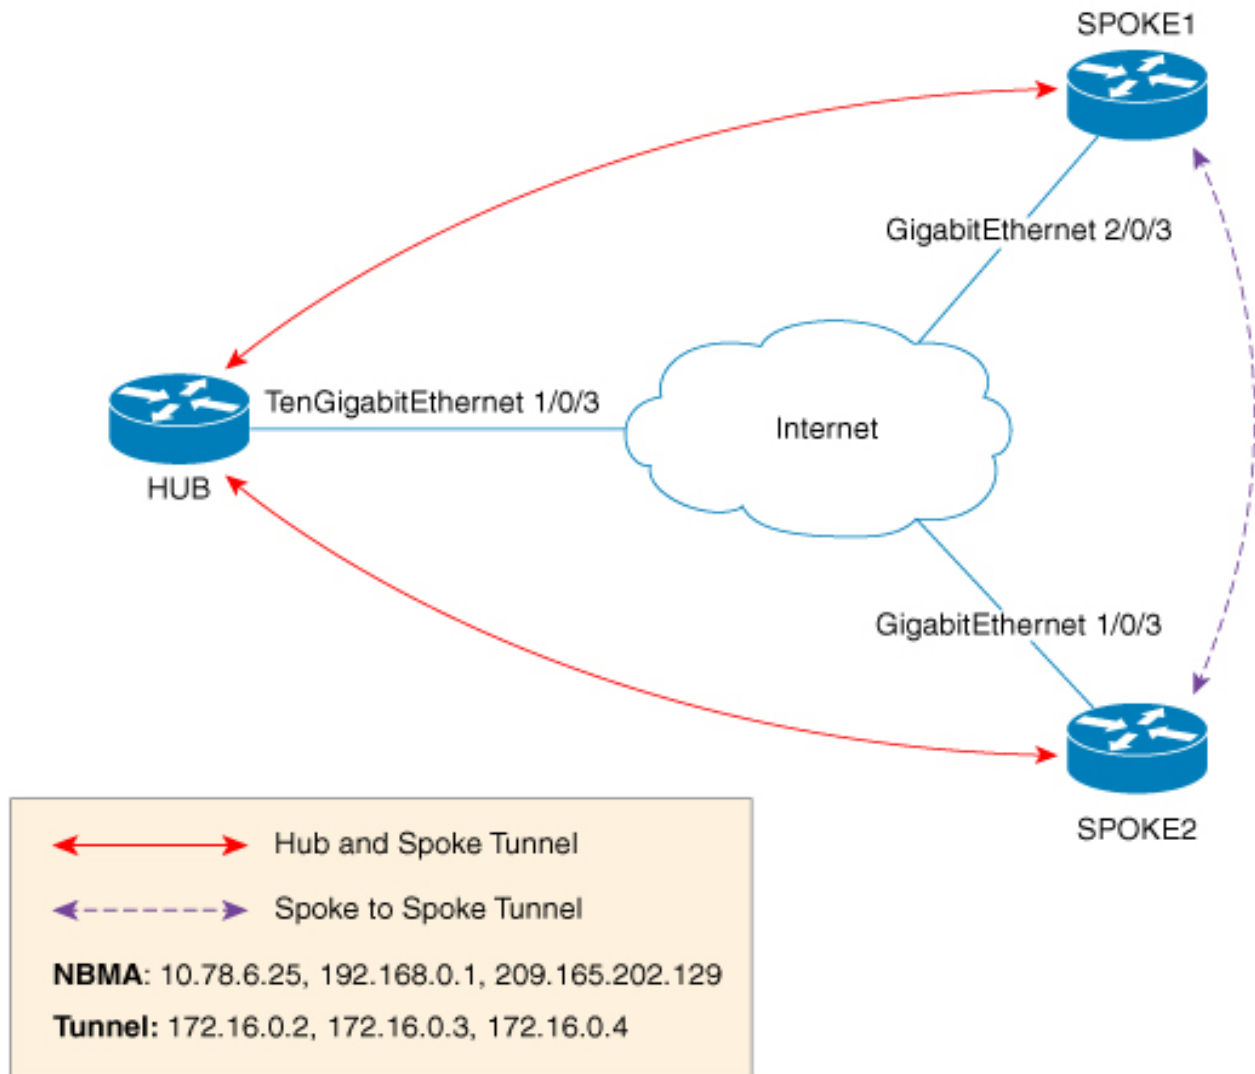 SPOKE1
GigabitEthernet 2/0/3
TenGigabitEthernet 1/0/3
Internet
HUB
GigabitEthernet 1/0/3
SPOKE2
Hub and Spoke Tunnel
Spoke to Spoke Tunnel
NBMA: 10.78.6.25, 192.168.0.1, 209.165.202.129
Tunnel: 172.16.0.2, 172.16.0.3, 172.16.0.4